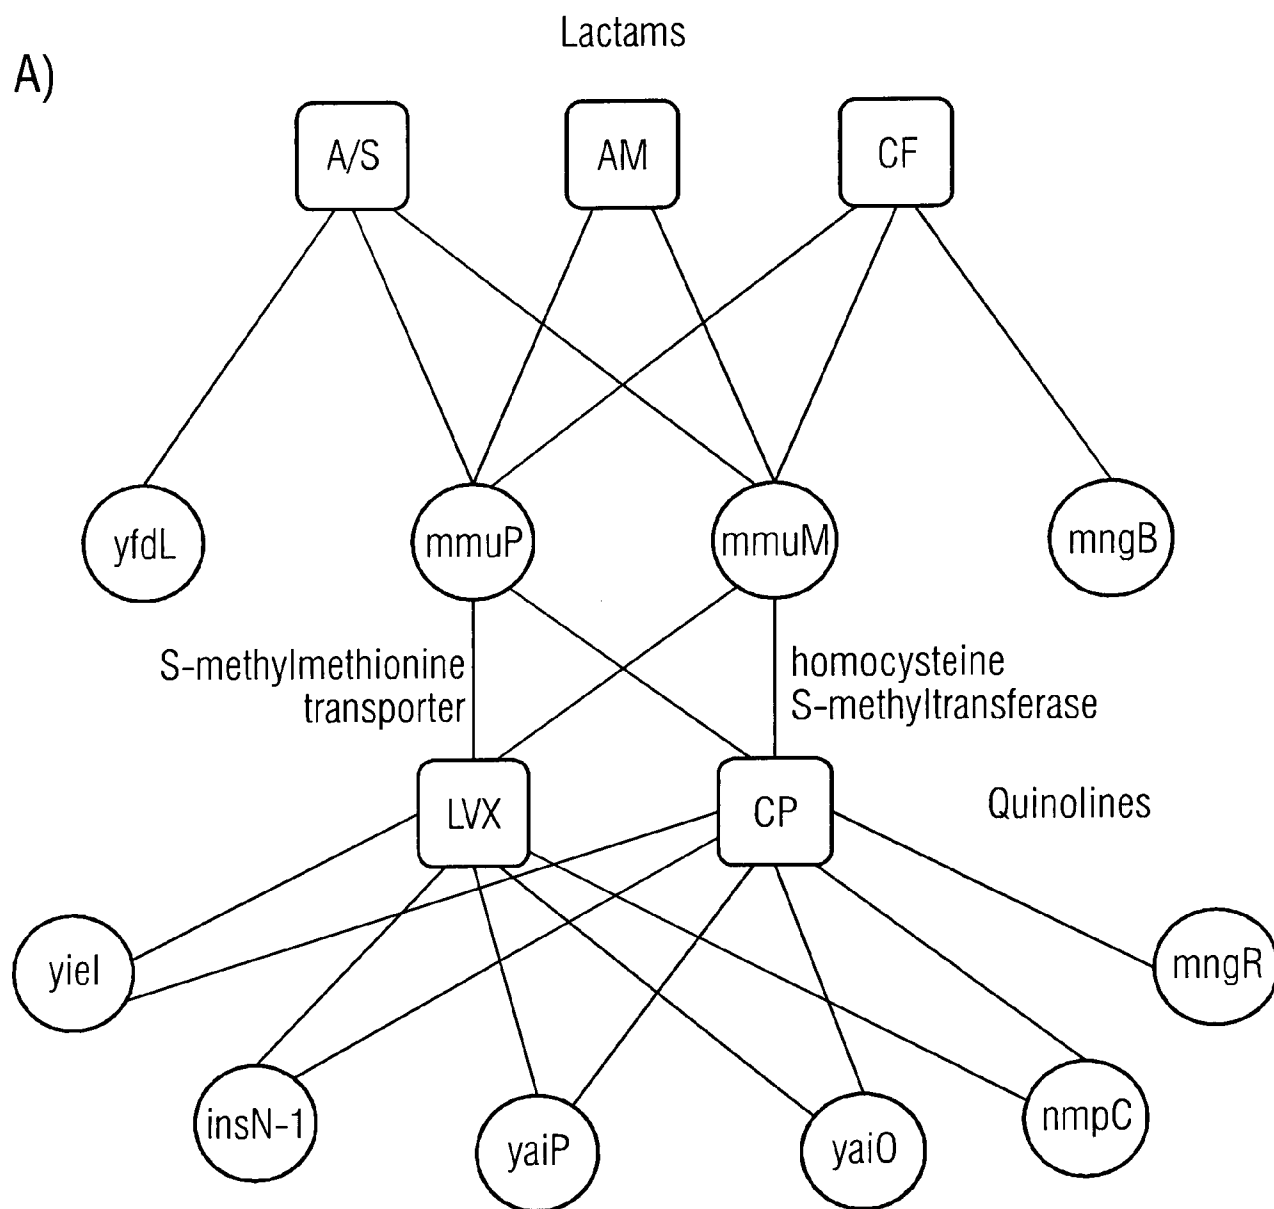 Lactams
A)
A/S
AM
CF
yfdL
mmuP
mmuM
mngB
S-methylmethionine
transporter
homocysteine
S-methyltransferase
LVX
CP
Quinolines
yieI
mngR
insN-1
yaiP
yaiO
nmpC